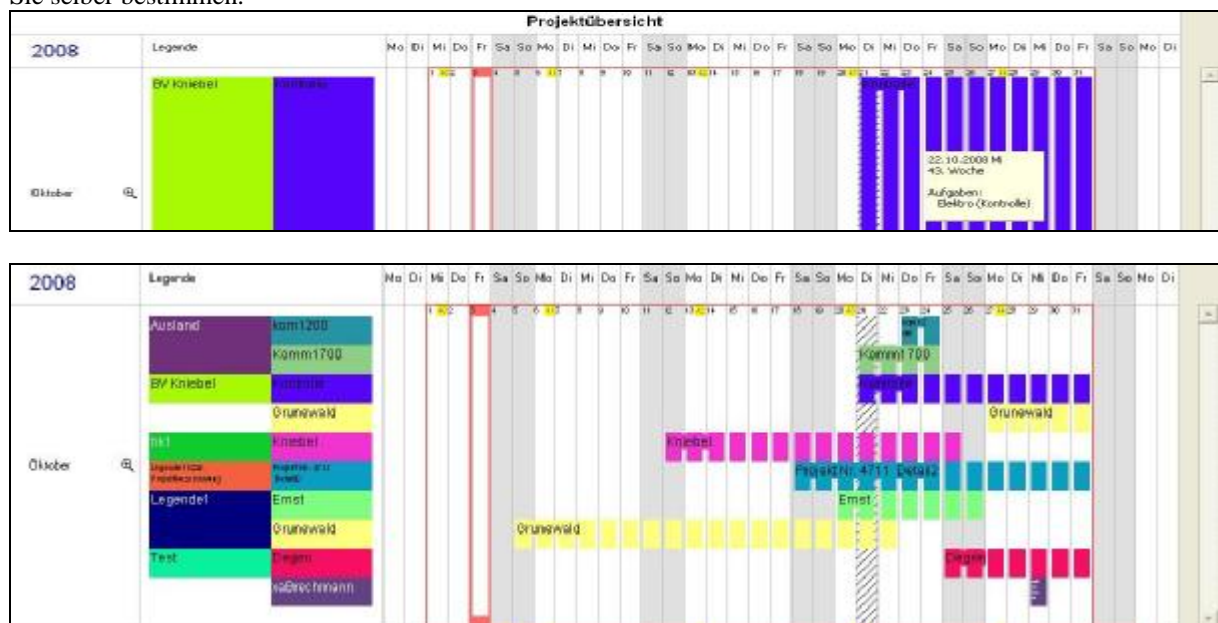 Sie selber bestimmen.
Projektübersicht
2008 Legende Mo Di Mi Do Fr Sa So Mo Di Mi Do Fr Sa So Mo Di Mi Do Fr Sa So Mo Di Mi Do Fr Sa So Mo Di Mi Do Fr Sa So Mo Di
BV Kniebel Kontrolle Kontrolle
22.10.2008 Mi
43. Woche
Aufgaben:
Elektro (Kontrolle)
Oktober
2008 Legende Mo Di Mi Do Fr Sa So Mo Di Mi Do Fr Sa So Mo Di Mi Do Fr Sa So Mo Di Mi Do Fr Sa So Mo Di Mi Do Fr Sa So Mo Di
Ausland kom1200
Komm1700 Komm1700
BV Kniebel Kontrolle Kontrolle
Grunewald Grunewald
Kniebel Kniebel
Oktober
Projekt Nr. 4711 Detail2
Legende1 Ernst Ernst
Grunewald Grunewald
Test Degen Degen
xaBrechmann